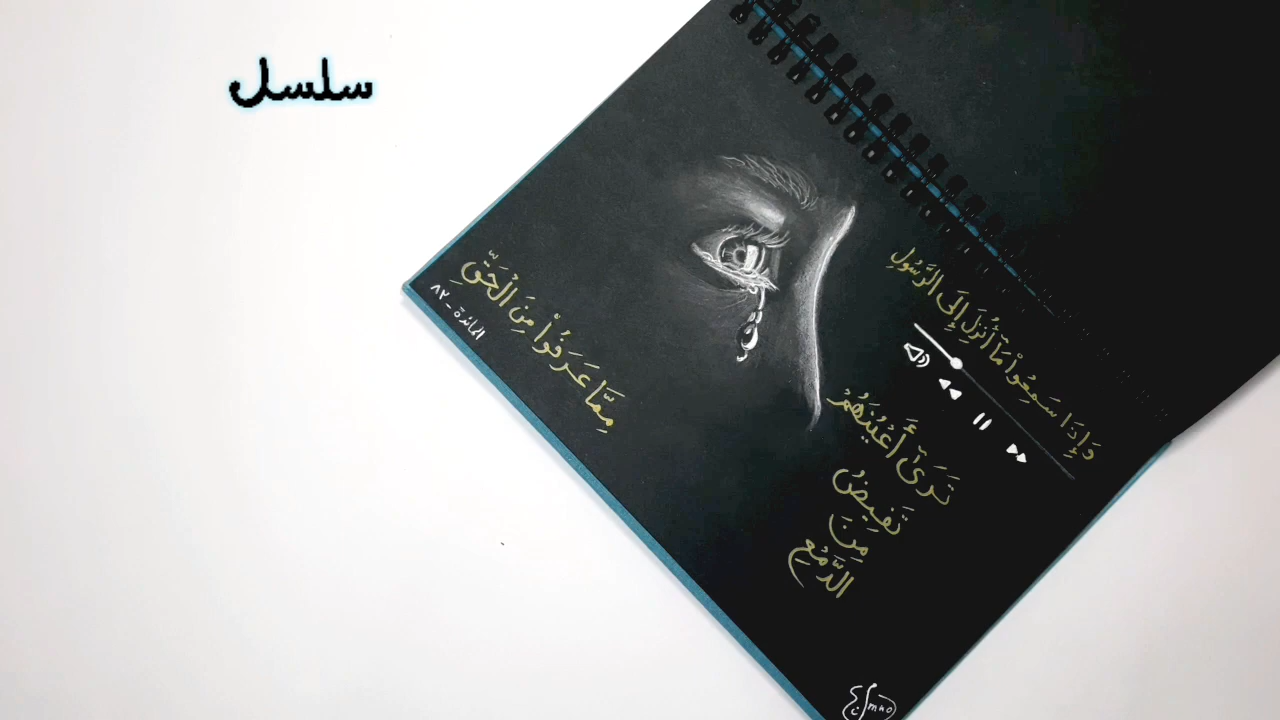 سلسل
وَإِذَا سَمِعُوا۟ مَآ أُنزِلَ إِلَى الرَّسُولِ
تَرَىٰٓ أَعْيُنَهُمْ
تَفِيضُ
مِنَ
الدَّمْعِ
مِمَّا عَرَفُوا۟ مِنَ الْحَقِّ
المائدة - ٨٣